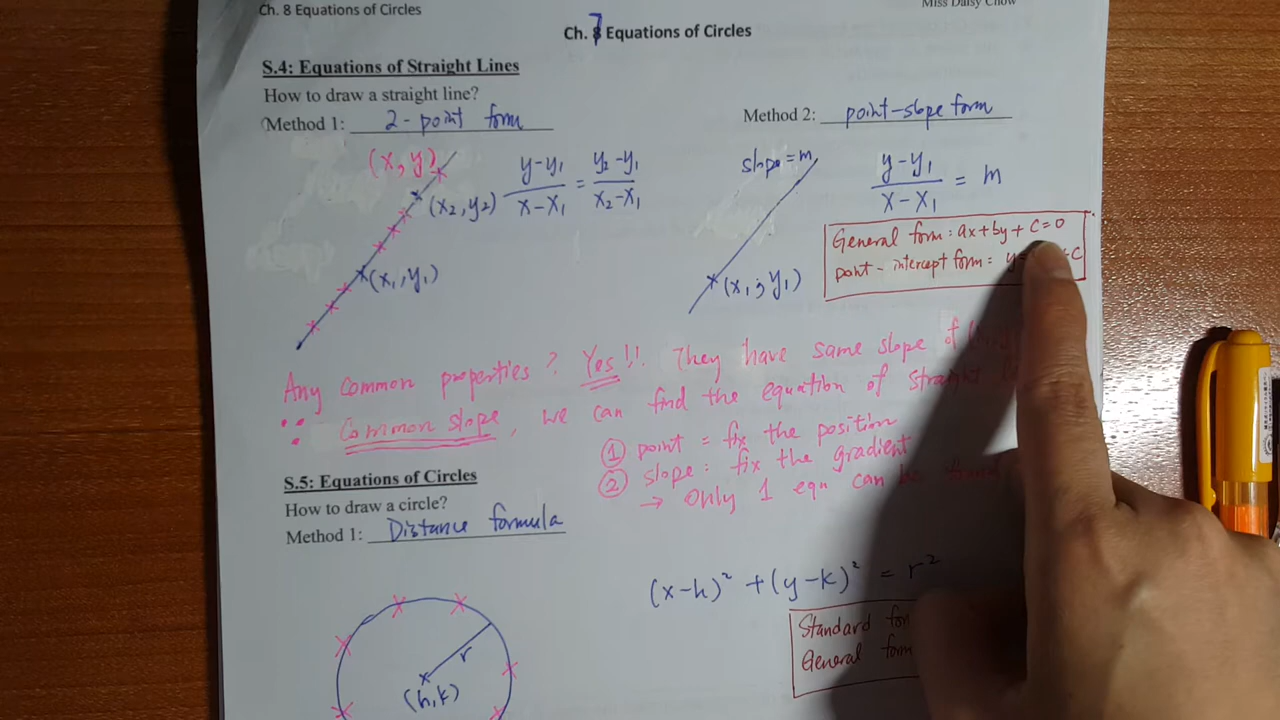 Ch. 8 Equations of Circles
Miss Daisy Chow
Ch. 7 Equations of Circles
S.4: Equations of Straight Lines
How to draw a straight line?
Method 1: 2-point form
Method 2: point-slope form
(x, y)
(x2, y2)
(x1, y1)
y-y1 / x-x1 = y2-y1 / x2-x1
slope = m
(x1, y1)
y-y1 / x-x1 = m
General form: ax+by+c=0
point-intercept form: y= +C
Any common properties? Yes!! They have same slope of
∵ Common slope, we can find the equation of straight
① point = fix the position
② slope: fix the gradient
→ Only 1 eqn can be
S.5: Equations of Circles
How to draw a circle?
Method 1: Distance formula
r
(h, k)
(x-h)² + (y-k)² = r²
Standard
General form